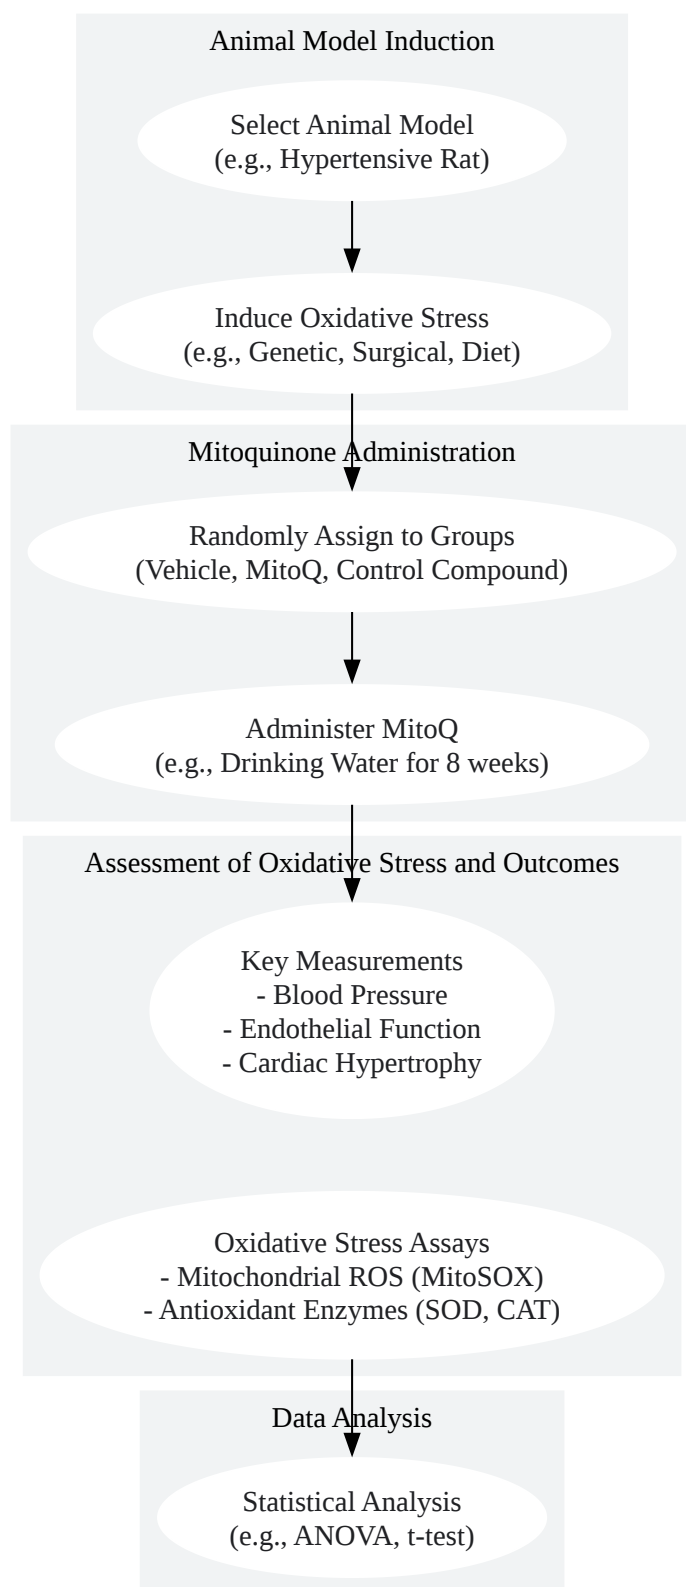 Animal Model Induction
Select Animal Model
(e.g., Hypertensive Rat)
Induce Oxidative Stress
(e.g., Genetic, Surgical, Diet)
Mitoquinone Administration
Randomly Assign to Groups
(Vehicle, MitoQ, Control Compound)
Administer MitoQ
(e.g., Drinking Water for 8 weeks)
Assessment of Oxidative Stress and Outcomes
Key Measurements
- Blood Pressure
- Endothelial Function
- Cardiac Hypertrophy
Oxidative Stress Assays
- Mitochondrial ROS (MitoSOX)
- Antioxidant Enzymes (SOD, CAT)
Data Analysis
Statistical Analysis
(e.g., ANOVA, t-test)